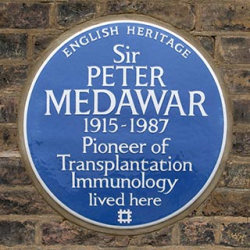 ENGLISH HERITAGE
Sir
PETER
MEDAWAR
1915-1987
Pioneer of
Transplantation
Immunology
lived here